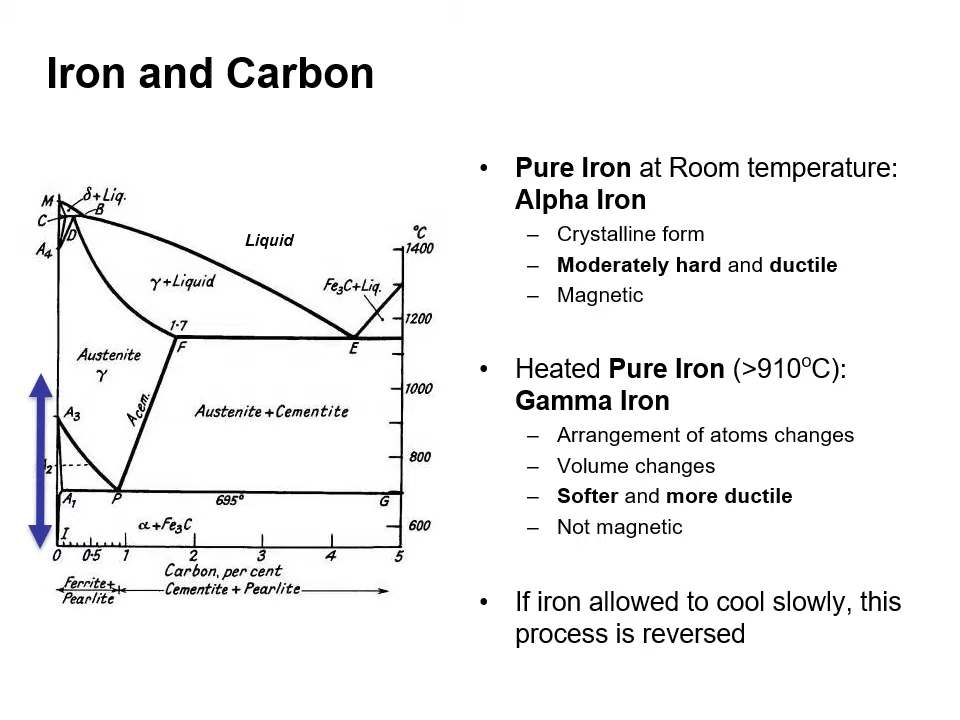 Iron and Carbon
M
δ+Liq.
B
C
D
A₄
Liquid
°C
1400
γ+Liquid
Fe₃C+Liq.
1200
1·7
F
E
Austenite
γ
1000
A₃
Acem.
Austenite+Cementite
800
A₁
P
695°
G
600
I
α+Fe₃C
0 0·5 1 2 3 4 5
Carbon, per cent
Ferrite+
Pearlite
Cementite + Pearlite
• Pure Iron at Room temperature:
Alpha Iron
– Crystalline form
– Moderately hard and ductile
– Magnetic
• Heated Pure Iron (>910ºC):
Gamma Iron
– Arrangement of atoms changes
– Volume changes
– Softer and more ductile
– Not magnetic
• If iron allowed to cool slowly, this
process is reversed